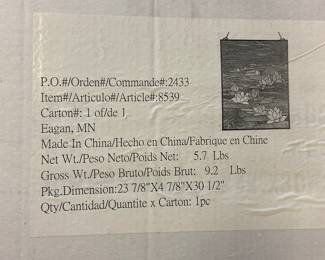 P.O.#/Orden#/Commande#:2433
Item#/Articulo#/Article#:8539
Carton#: 1 of/de 1
Eagan, MN
Made In China/Hecho en China/Fabrique en Chine
Net Wt./Peso Neto/Poids Net: 5.7 Lbs
Gross Wt./Peso Bruto/Poids Brut: 9.2 Lbs
Pkg.Dimension:23 7/8"X4 7/8"X30 1/2"
Qty/Cantidad/Quantite x Carton: 1pc